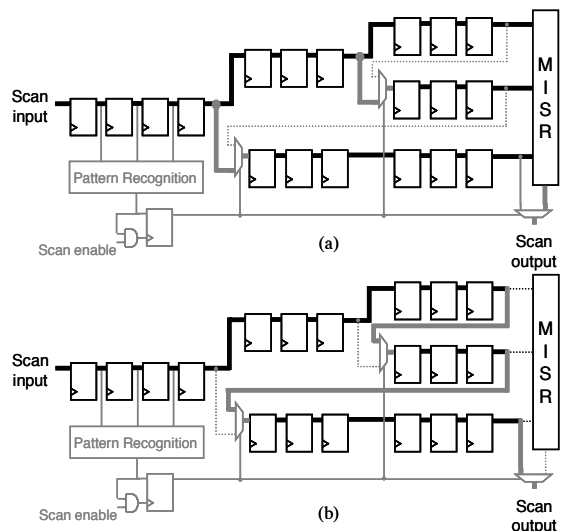 Scan
input
Pattern Recognition
Scan enable
M
I
S
R
Scan
output
(a)
Scan
input
Pattern Recognition
Scan enable
M
I
S
R
Scan
output
(b)